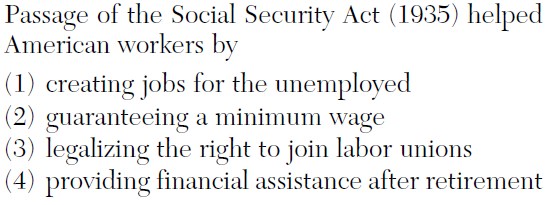 Passage of the Social Security Act (1935) helped
American workers by
(1) creating jobs for the unemployed
(2) guaranteeing a minimum wage
(3) legalizing the right to join labor unions
(4) providing financial assistance after retirement